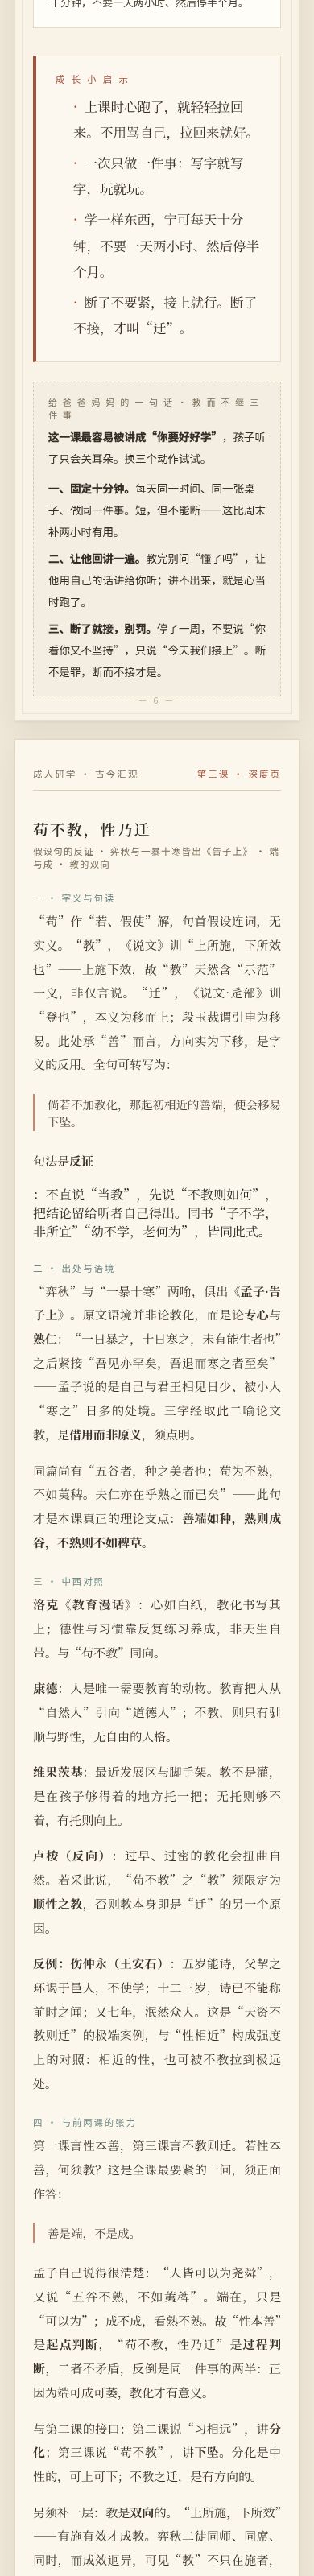 十分钟，不要一天两小时、然后停半个月。
成长小启示
· 上课时心跑了，就轻轻拉回
来。不用骂自己，拉回来就好。
· 一次只做一件事：写字就写
字，玩就玩。
· 学一样东西，宁可每天十分
钟，不要一天两小时、然后停半
个月。
· 断了不要紧，接上就行。断了
不接，才叫“迁”。
给爸爸妈妈的一句话 · 教而不继三
件事
这一课最容易被讲成“你要好好学”，孩子听
了只会关耳朵。换三个动作试试。
一、固定十分钟。每天同一时间、同一张桌
子、做同一件事。短，但不能断——这比周末
补两小时有用。
二、让他回讲一遍。教完别问“懂了吗”，让
他用自己的话讲给你听；讲不出来，就是心当
时跑了。
三、断了就接，别罚。停了一周，不要说“你
看你又不坚持”，只说“今天我们接上”。断
不是罪，断而不接才是。
— 6 —
成人研学 · 古今汇观
第三课 · 深度页
苟不教，性乃迁
假设句的反证 · 弈秋与一暴十寒皆出《告子上》 · 端
与成 · 教的双向
一 · 字义与句读
“苟”作“若、假使”解，句首假设连词，无
实义。“教”，《说文》训“上所施，下所效
也”——上施下效，故“教”天然含“示范”
一义，非仅言说。“迁”，《说文·辵部》训
“登也”，本义为移而上；段玉裁谓引申为移
易。此处承“善”而言，方向实为下移，是字
义的反用。全句可转写为：
倘若不加教化，那起初相近的善端，便会移易
下坠。
句法是反证
：不直说“当教”，先说“不教则如何”，
把结论留给听者自己得出。同书“子不学，
非所宜”“幼不学，老何为”，皆同此式。
二 · 出处与语境
“弈秋”与“一暴十寒”两喻，俱出《孟子·告
子上》。原文语境并非论教化，而是论专心与
熟仁：“一日暴之，十日寒之，未有能生者也”
之后紧接“吾见亦罕矣，吾退而寒之者至矣”
——孟子说的是自己与君王相见日少、被小人
“寒之”日多的处境。三字经取此二喻论文
教，是借用而非原义，须点明。
同篇尚有“五谷者，种之美者也；苟为不熟，
不如荑稗。夫仁亦在乎熟之而已矣”——此句
才是本课真正的理论支点：善端如种，熟则成
谷，不熟则不如稗草。
三 · 中西对照
洛克《教育漫话》：心如白纸，教化书写其
上；德性与习惯靠反复练习养成，非天生自
带。与“苟不教”同向。
康德：人是唯一需要教育的动物。教育把人从
“自然人”引向“道德人”；不教，则只有驯
顺与野性，无自由的人格。
维果茨基：最近发展区与脚手架。教不是灌，
是在孩子够得着的地方托一把；无托则够不
着，有托则向上。
卢梭（反向）：过早、过密的教化会扭曲自
然。若采此说，“苟不教”之“教”须限定为
顺性之教，否则教本身即是“迁”的另一个原
因。
反例：伤仲永（王安石）：五岁能诗，父挈之
环谒于邑人，不使学；十二三岁，诗已不能称
前时之闻；又七年，泯然众人。这是“天资不
教则迁”的极端案例，与“性相近”构成强度
上的对照：相近的性，也可被不教拉到极远
处。
四 · 与前两课的张力
第一课言性本善，第三课言不教则迁。若性本
善，何须教？这是全课最要紧的一问，须正面
作答：
善是端，不是成。
孟子自己说得很清楚：“人皆可以为尧舜”，
又说“五谷不熟，不如荑稗”。端在，只是
“可以为”；成不成，看熟不熟。故“性本善”
是起点判断，“苟不教，性乃迁”是过程判
断，二者不矛盾，反倒是同一件事的两半：正
因为端可成可萎，教化才有意义。
与第二课的接口：第二课说“习相远”，讲分
化；第三课说“苟不教”，讲下坠。分化是中
性的，可上可下；不教之迁，是有方向的。
另须补一层：教是双向的。“上所施，下所效”
——有施有效才成教。弈秋二徒同师、同席、
同时，而成效迥异，可见“教”不只在施者，